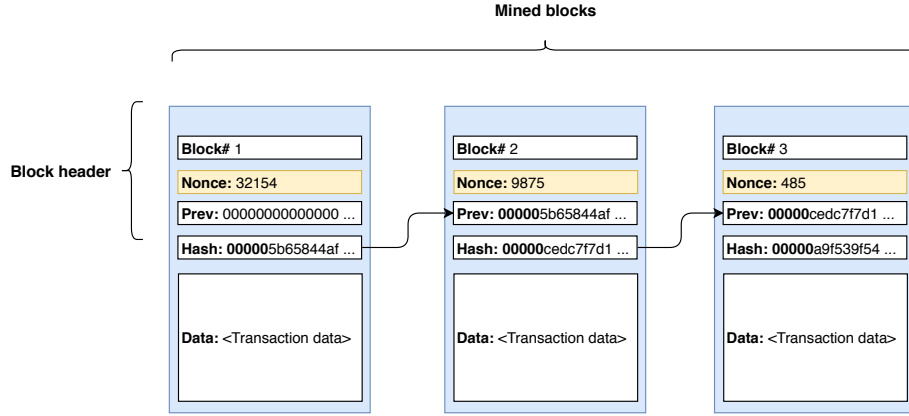 Mined blocks
Block header
Block# 1
Nonce: 32154
Prev: 00000000000000 ...
Hash: 000005b65844af ...
Data: <Transaction data>
Block# 2
Nonce: 9875
Prev: 000005b65844af ...
Hash: 00000cedc7f7d1 ...
Data: <Transaction data>
Block# 3
Nonce: 485
Prev: 00000cedc7f7d1 ...
Hash: 00000a9f539f54 ...
Data: <Transaction data>